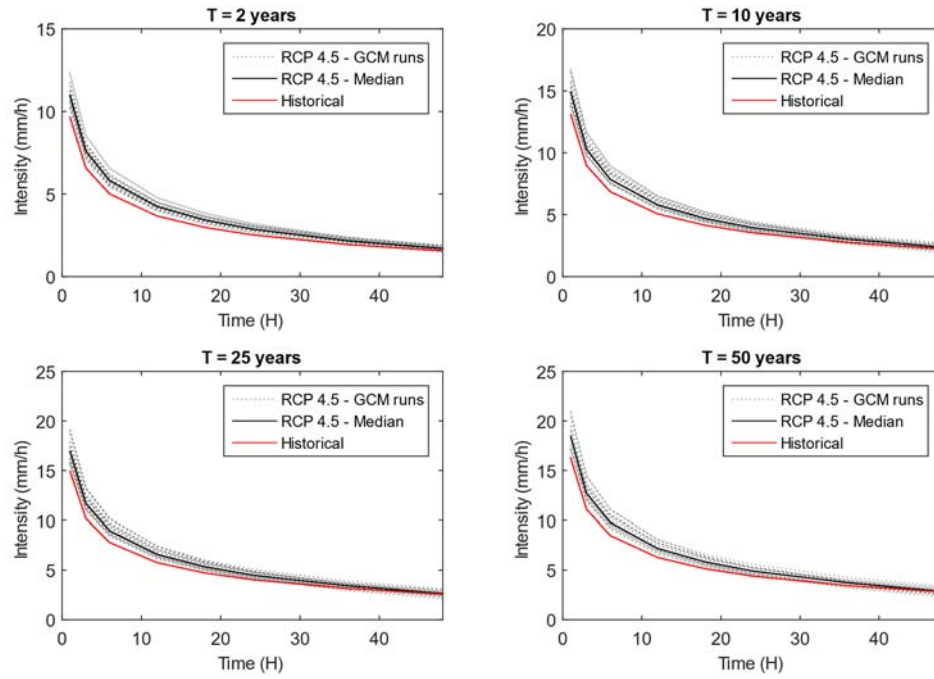 T = 2 years
15
10
5
0
Intensity (mm/h)
RCP 4.5 - GCM runs
RCP 4.5 - Median
Historical
0 10 20 30 40
Time (H)
T = 10 years
20
15
10
5
0
Intensity (mm/h)
RCP 4.5 - GCM runs
RCP 4.5 - Median
Historical
0 10 20 30 40
Time (H)
T = 25 years
25
20
15
10
5
0
Intensity (mm/h)
RCP 4.5 - GCM runs
RCP 4.5 - Median
Historical
0 10 20 30 40
Time (H)
T = 50 years
25
20
15
10
5
0
Intensity (mm/h)
RCP 4.5 - GCM runs
RCP 4.5 - Median
Historical
0 10 20 30 40
Time (H)